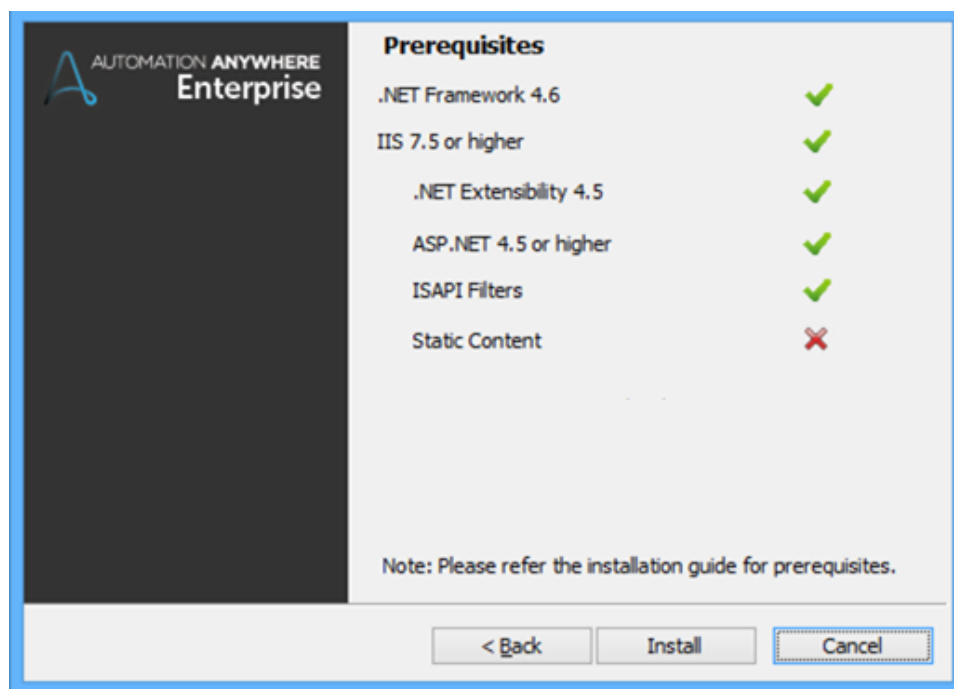 AUTOMATION ANYWHERE
Enterprise
Prerequisites
.NET Framework 4.6
IIS 7.5 or higher
.NET Extensibility 4.5
ASP.NET 4.5 or higher
ISAPI Filters
Static Content
Note: Please refer the installation guide for prerequisites.
< Back Install Cancel